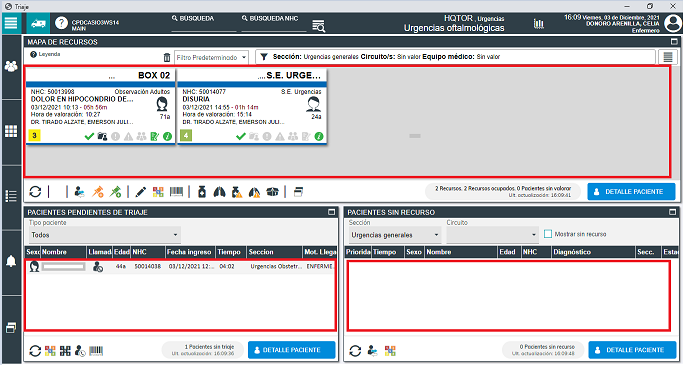 Triaje
CPDCASIO3WS14
MAIN
BÚSQUEDA
BÚSQUEDA NHC
HQTOR , Urgencias
Urgencias oftalmológicas
16:09 Viernes, 03 de Diciembre, 2021
DONORO ARENILLA, CELIA
Enfermero
MAPA DE RECURSOS
Leyenda
Filtro Predeterminado
Sección: Urgencias generales Circuito/s: Sin valor Equipo médico: Sin valor
... BOX 02
NHC: 50013998 Observación Adultos
DOLOR EN HIPOCONDRIO DE...
03/12/2021 10:13 - 05h 56m
Hora de valoración: 10:27
71a
DR. TIRADO ALZATE, EMERSON JULI...
3
....S.E. URGE...
NHC: 50014077 S.E. Urgencias
DISURIA
03/12/2021 14:55 - 01h 14m
Hora de valoración: 15:14
24a
DR. TIRADO ALZATE, EMERSON JULI...
4
2 Recursos, 2 Recursos ocupados, 0 Pacientes sin valorar
Ult. actualización: 16:09:41
DETALLE PACIENTE
PACIENTES PENDIENTES DE TRIAJE
Tipo paciente
Todos
Sexo Nombre Llamad Edad NHC Fecha ingreso Tiempo Seccion Mot. Llega
44a 50014038 03/12/2021 12:... 04:02 Urgencias Obstetr... ENFERME...
1 Pacientes sin triaje
Ult. actualización: 16:09:36
DETALLE PACIENTE
PACIENTES SIN RECURSO
Sección
Urgencias generales
Circuito
Mostrar sin recurso
Priorida Tiempo Sexo Nombre Edad NHC Diagnóstico Secc. Estad
0 Pacientes sin recurso
Ult. actualización: 16:09:48
DETALLE PACIENTE